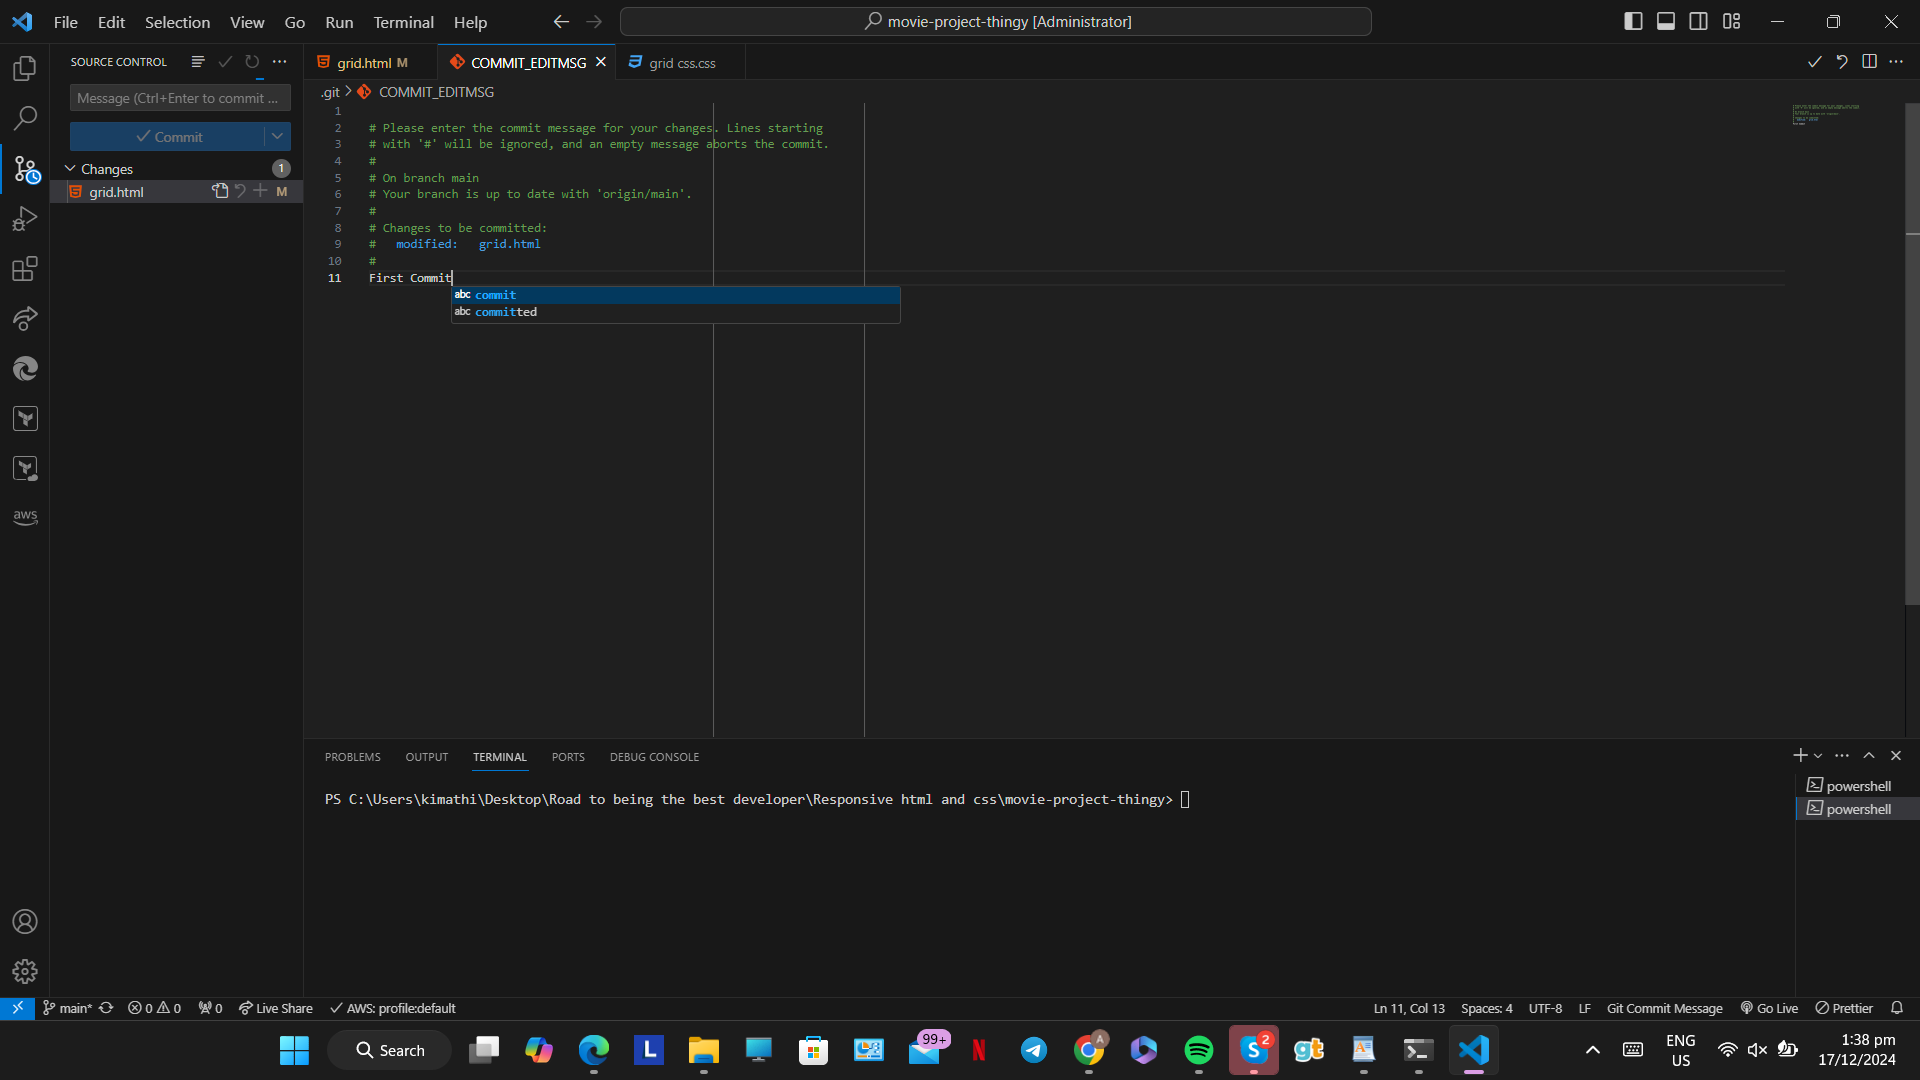 File Edit Selection View Go Run Terminal Help
movie-project-thingy [Administrator]
SOURCE CONTROL
grid.html M
COMMIT_EDITMSG
grid css.css
Message (Ctrl+Enter to commit ...
Commit
Changes 1
grid.html M
.git > COMMIT_EDITMSG
1
2 # Please enter the commit message for your changes. Lines starting
3 # with '#' will be ignored, and an empty message aborts the commit.
4 #
5 # On branch main
6 # Your branch is up to date with 'origin/main'.
7 #
8 # Changes to be committed:
9 # modified: grid.html
10 #
11 First Commit
abc commit
abc committed
aws
PROBLEMS OUTPUT TERMINAL PORTS DEBUG CONSOLE
PS C:\Users\kimathi\Desktop\Road to being the best developer\Responsive html and css\movie-project-thingy>
powershell
powershell
main* 0 0 0 Live Share AWS: profile:default
Ln 11, Col 13 Spaces: 4 UTF-8 LF Git Commit Message Go Live Prettier
Search
L
99+
N
A
S 2
gt
ENG
US
1:38 pm
17/12/2024